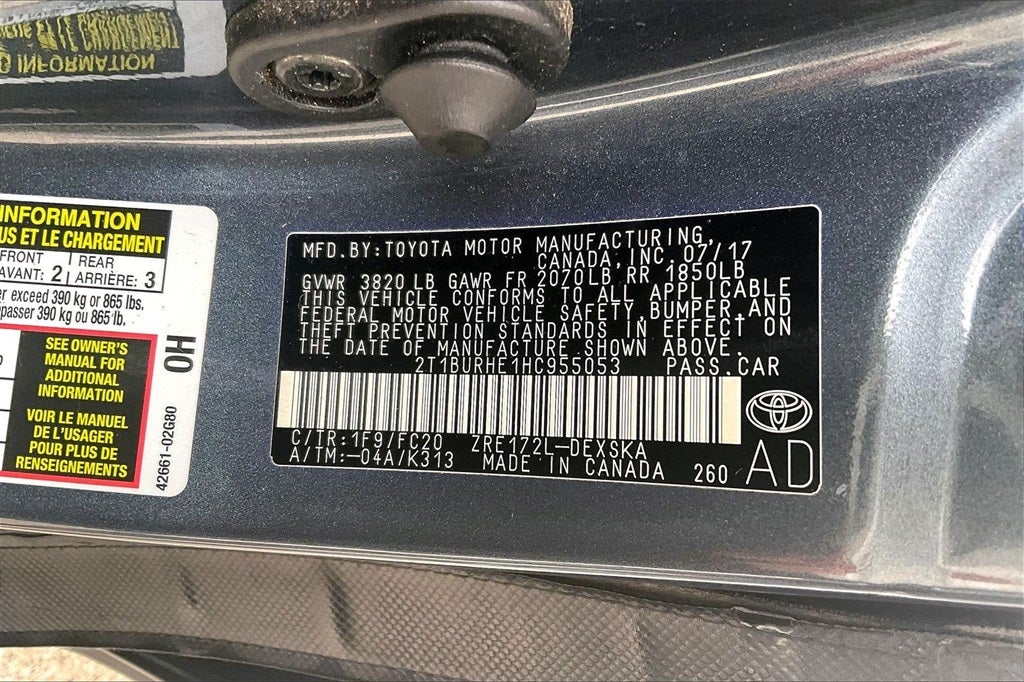 LE CHARGEMENT
INFORMATION
INFORMATION
US ET LE CHARGEMENT
FRONT
AVANT: 2
REAR
ARRIÈRE: 3
er exceed 390 kg or 865 lbs.
passer 390 kg ou 865 lb.
SEE OWNER'S
MANUAL FOR
ADDITIONAL
INFORMATION
VOIR LE MANUEL
DE L'USAGER
POUR PLUS DE
RENSEIGNEMENTS
OH
42661-02G80
MFD.BY:TOYOTA MOTOR MANUFACTURING,
CANADA,INC.07/17
GVWR 3820 LB GAWR FR 2070LB,RR 1850LB
THIS VEHICLE CONFORMS TO ALL APPLICABLE
FEDERAL MOTOR VEHICLE SAFETY,BUMPER,AND
THEFT PREVENTION STANDARDS IN EFFECT ON
THE DATE OF MANUFACTURE SHOWN ABOVE.
2T1BURHE1HC955053 PASS.CAR
C/TR:1F9/FC20 ZRE172L-DEXSKA
A/TM:-04A/K313 MADE IN CANADA 260
AD